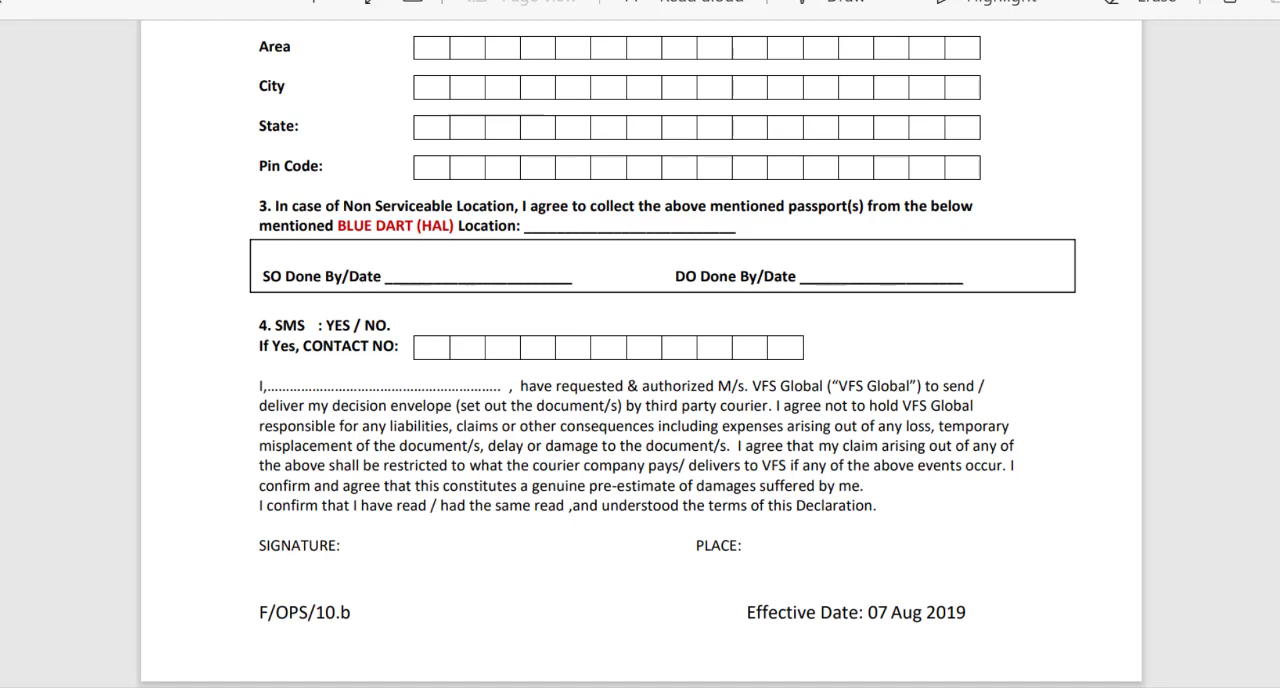 Area
City
State:
Pin Code:
3. In case of Non Serviceable Location, I agree to collect the above mentioned passport(s) from the below
mentioned BLUE DART (HAL) Location: __________________________
SO Done By/Date _______________________ DO Done By/Date ____________________
4. SMS : YES / NO.
If Yes, CONTACT NO:
I,.............................................................. , have requested & authorized M/s. VFS Global (“VFS Global”) to send /
deliver my decision envelope (set out the document/s) by third party courier. I agree not to hold VFS Global
responsible for any liabilities, claims or other consequences including expenses arising out of any loss, temporary
misplacement of the document/s, delay or damage to the document/s. I agree that my claim arising out of any of
the above shall be restricted to what the courier company pays/ delivers to VFS if any of the above events occur. I
confirm and agree that this constitutes a genuine pre-estimate of damages suffered by me.
I confirm that I have read / had the same read ,and understood the terms of this Declaration.
SIGNATURE: PLACE:
F/OPS/10.b Effective Date: 07 Aug 2019